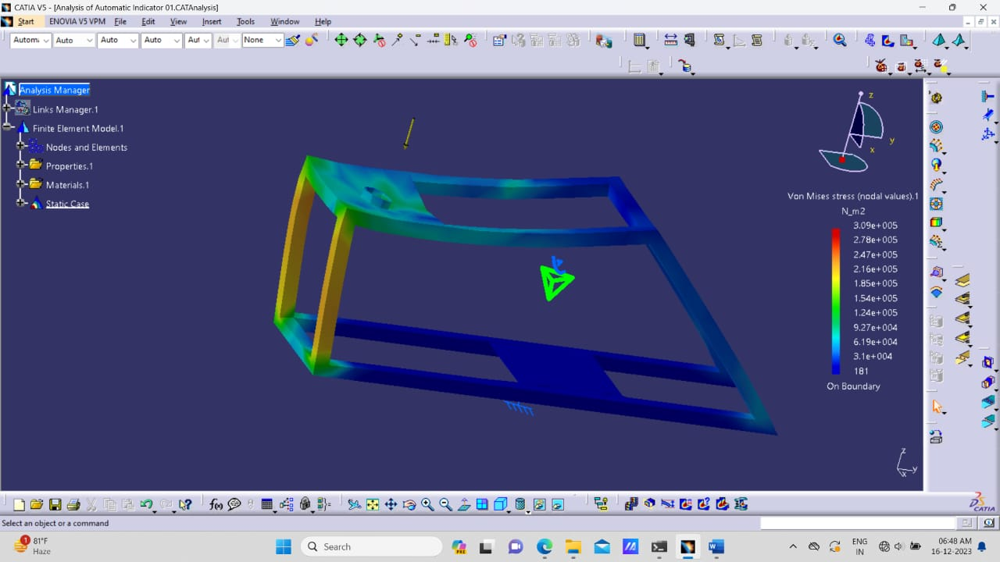 CATIA V5 - [Analysis of Automatic Indicator 01.CATAnalysis]
Start ENOVIA V5 VPM File Edit View Insert Tools Window Help
Autom Auto Auto Auto Aut Aut None
Analysis Manager
Links Manager.1
Finite Element Model.1
Nodes and Elements
Properties.1
Materials.1
Static Case
z
y
x
Von Mises stress (nodal values).1
N_m2
3.09e+005
2.78e+005
2.47e+005
2.16e+005
1.85e+005
1.54e+005
1.24e+005
9.27e+004
6.19e+004
3.1e+004
181
On Boundary
z
y
x
f(x)
CATIA
Select an object or a command
1
81°F
Haze
Search
PRE
ENG
IN
06:48 AM
16-12-2023